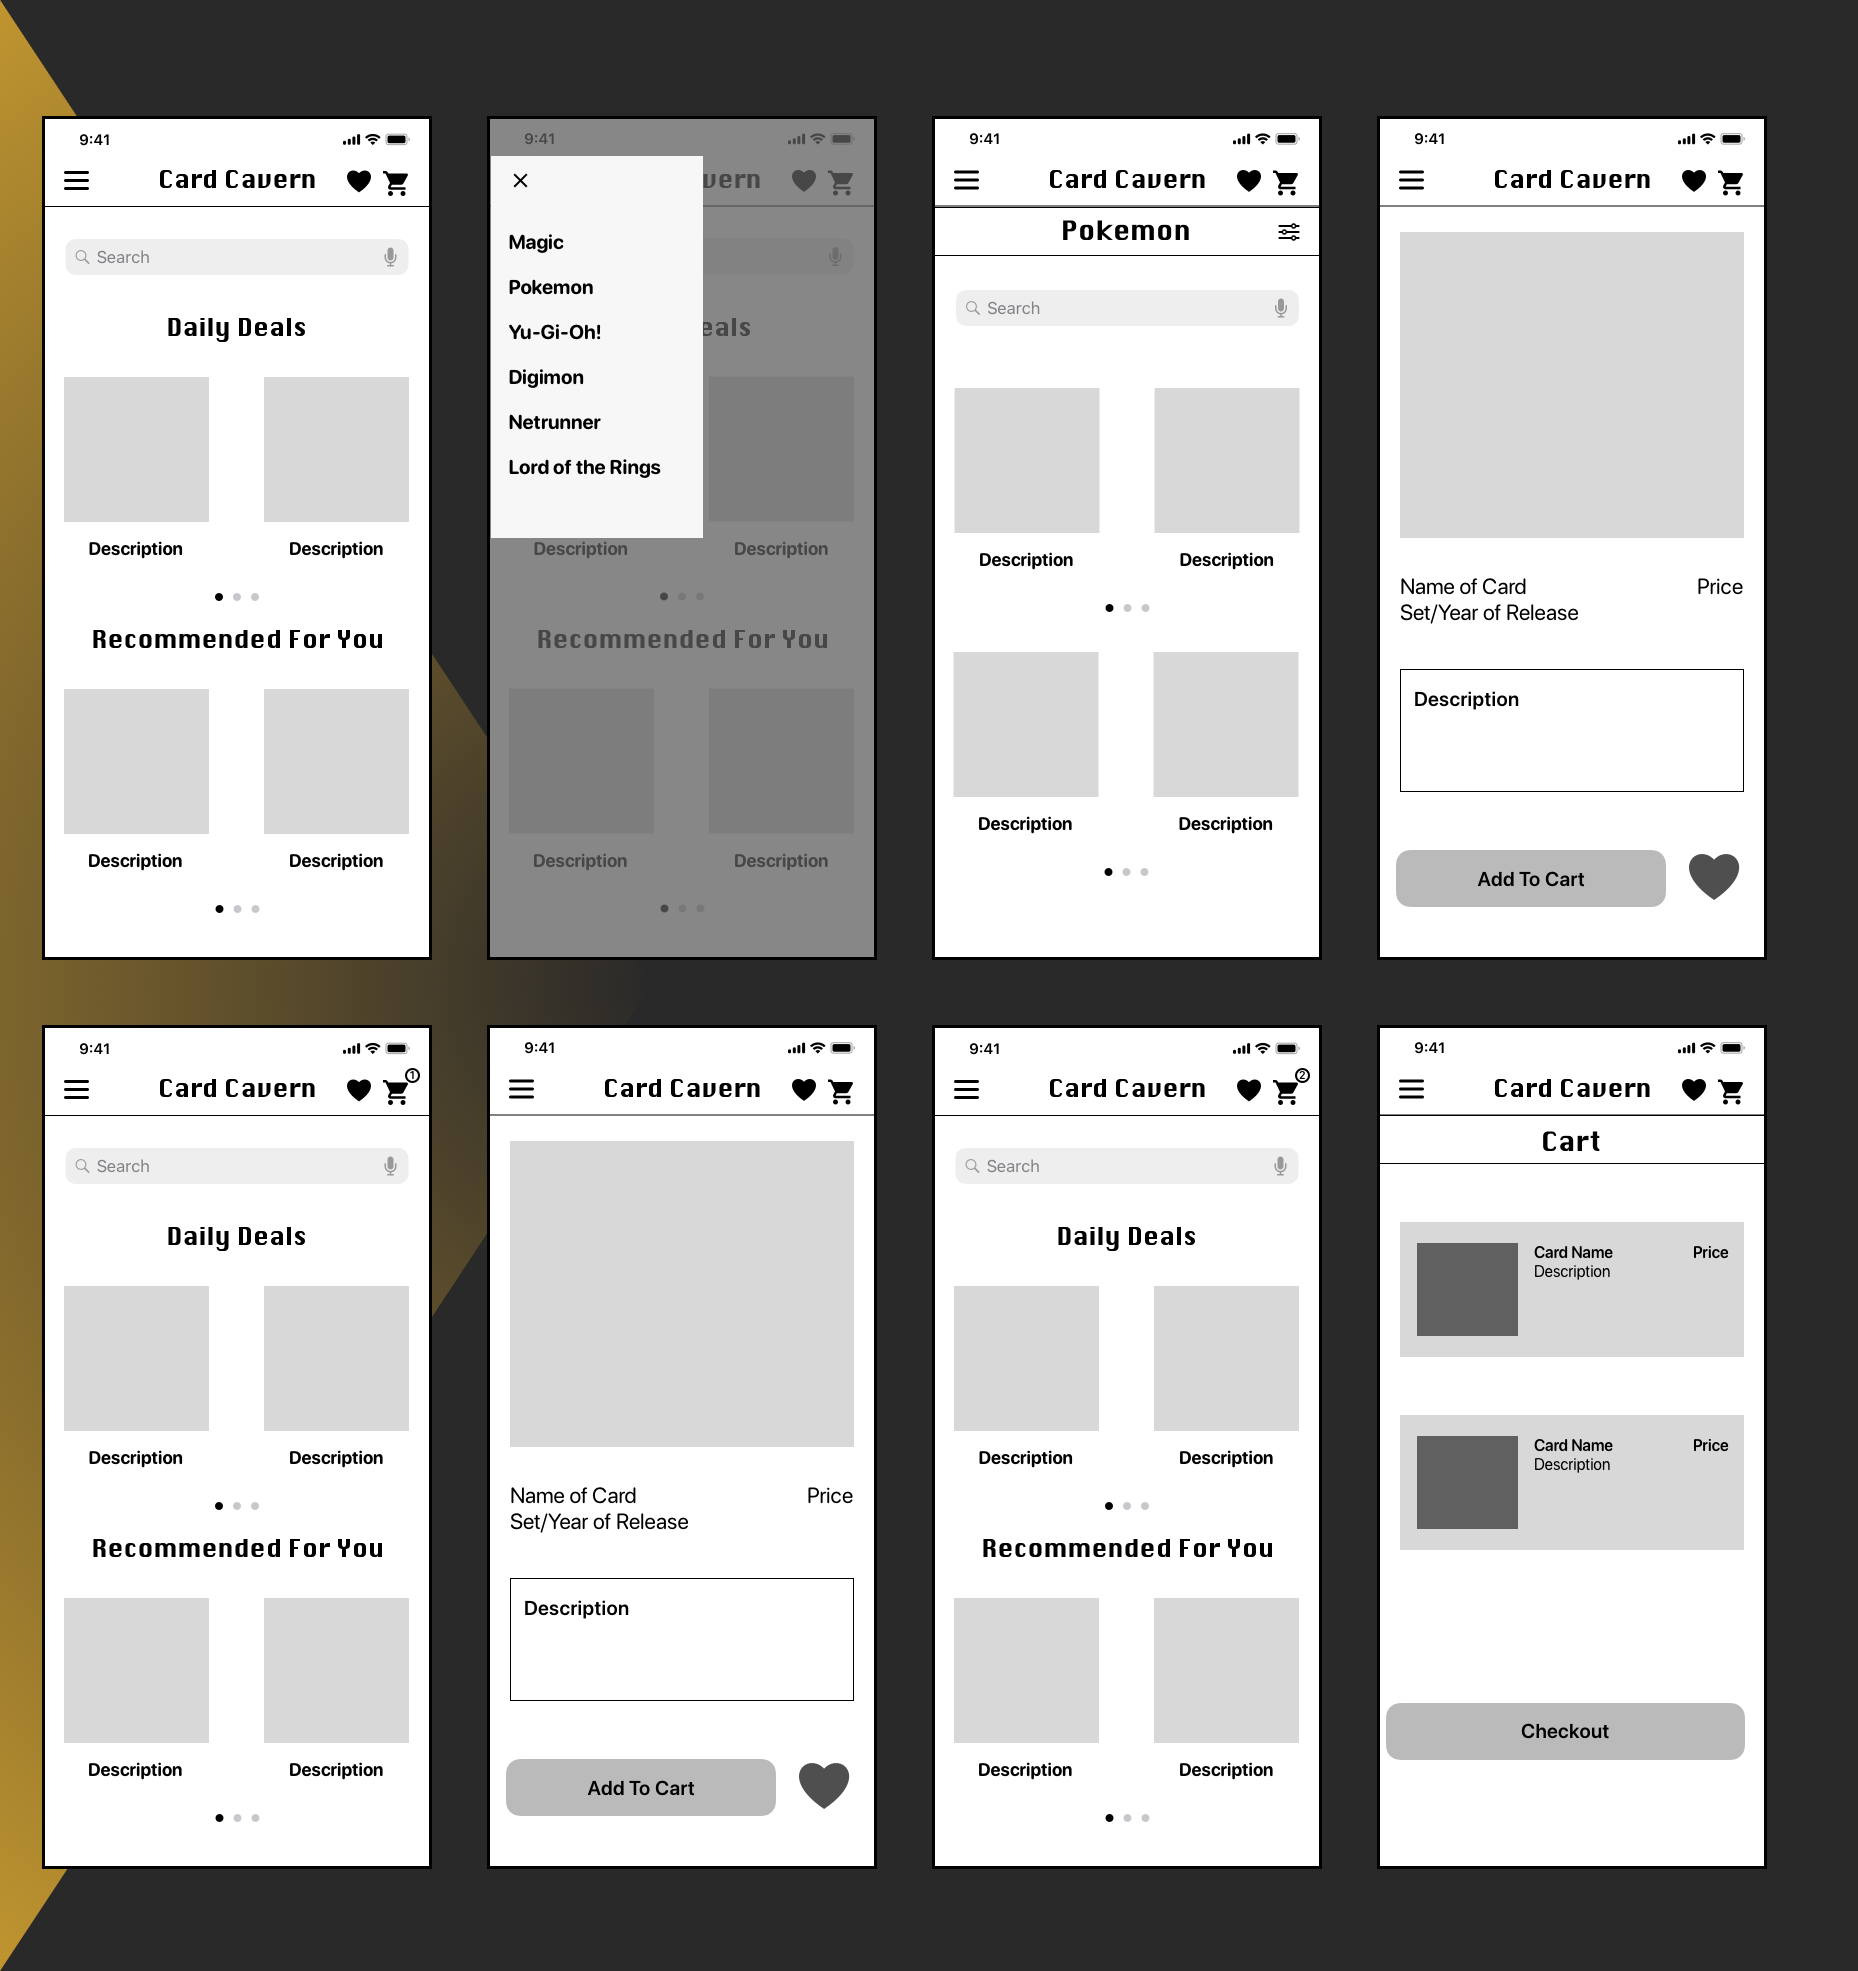 9:41
Card Cavern
Search
Daily Deals
Description Description
Recommended For You
Description Description
9:41
vern
Magic
Pokemon
Yu-Gi-Oh!
Digimon
Netrunner
Lord of the Rings
eals
Description Description
Recommended For You
Description Description
9:41
Card Cavern
Pokemon
Search
Description Description
Description Description
9:41
Card Cavern
Name of Card Price
Set/Year of Release
Description
Add To Cart
9:41
Card Cavern 1
Search
Daily Deals
Description Description
Recommended For You
Description Description
9:41
Card Cavern
Name of Card Price
Set/Year of Release
Description
Add To Cart
9:41
Card Cavern 2
Search
Daily Deals
Description Description
Recommended For You
Description Description
9:41
Card Cavern
Cart
Card Name Price
Description
Card Name Price
Description
Checkout